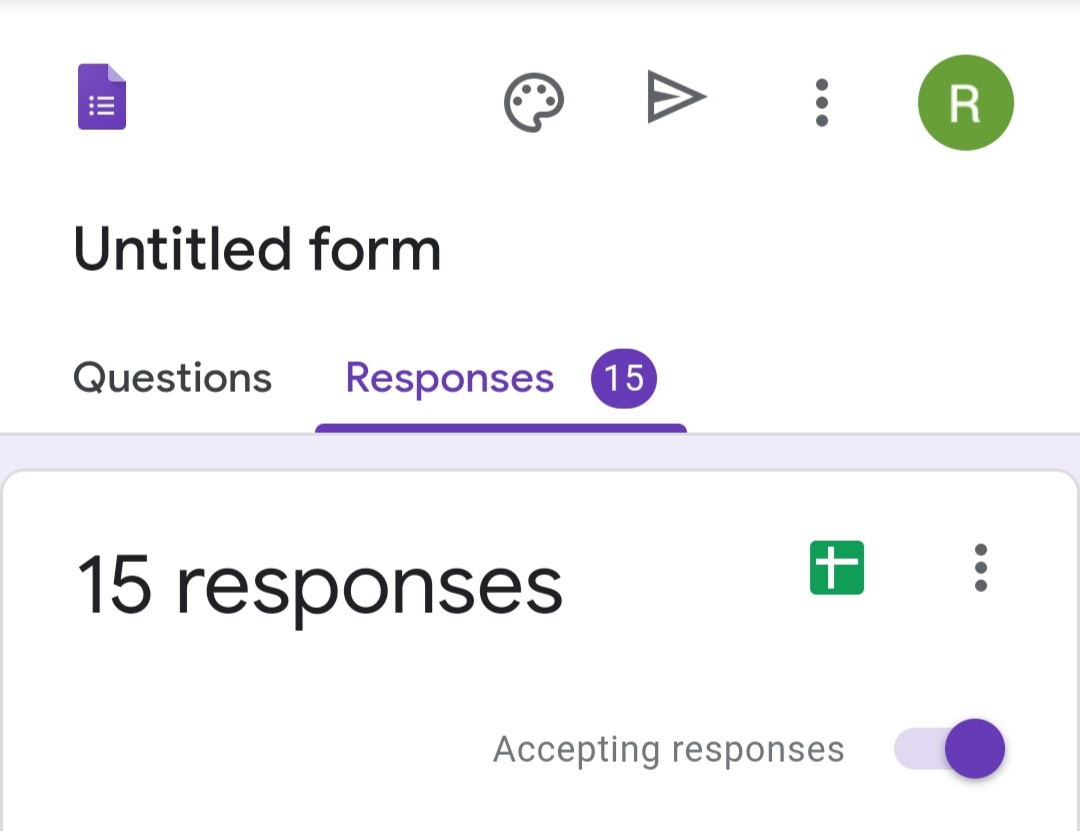 R
Untitled form
Questions Responses 15
15 responses
Accepting responses